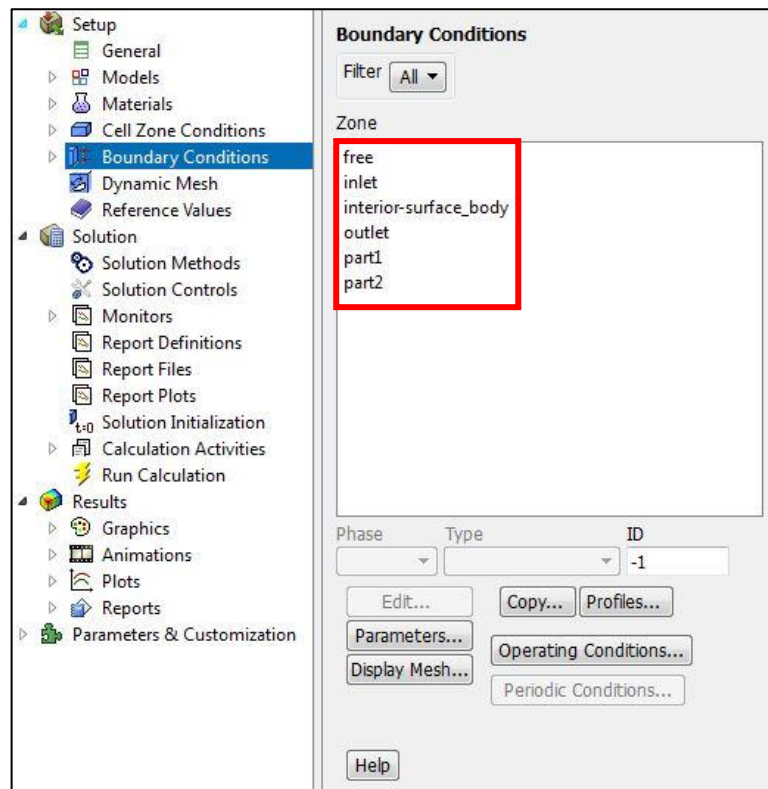 Setup
General
Models
Materials
Cell Zone Conditions
Boundary Conditions
Dynamic Mesh
Reference Values
Solution
Solution Methods
Solution Controls
Monitors
Report Definitions
Report Files
Report Plots
t=0 Solution Initialization
Calculation Activities
Run Calculation
Results
Graphics
Animations
Plots
Reports
Parameters & Customization
Boundary Conditions
Filter All
Zone
free
inlet
interior-surface_body
outlet
part1
part2
Phase Type ID
-1
Edit... Copy... Profiles...
Parameters... Operating Conditions...
Display Mesh... Periodic Conditions...
Help